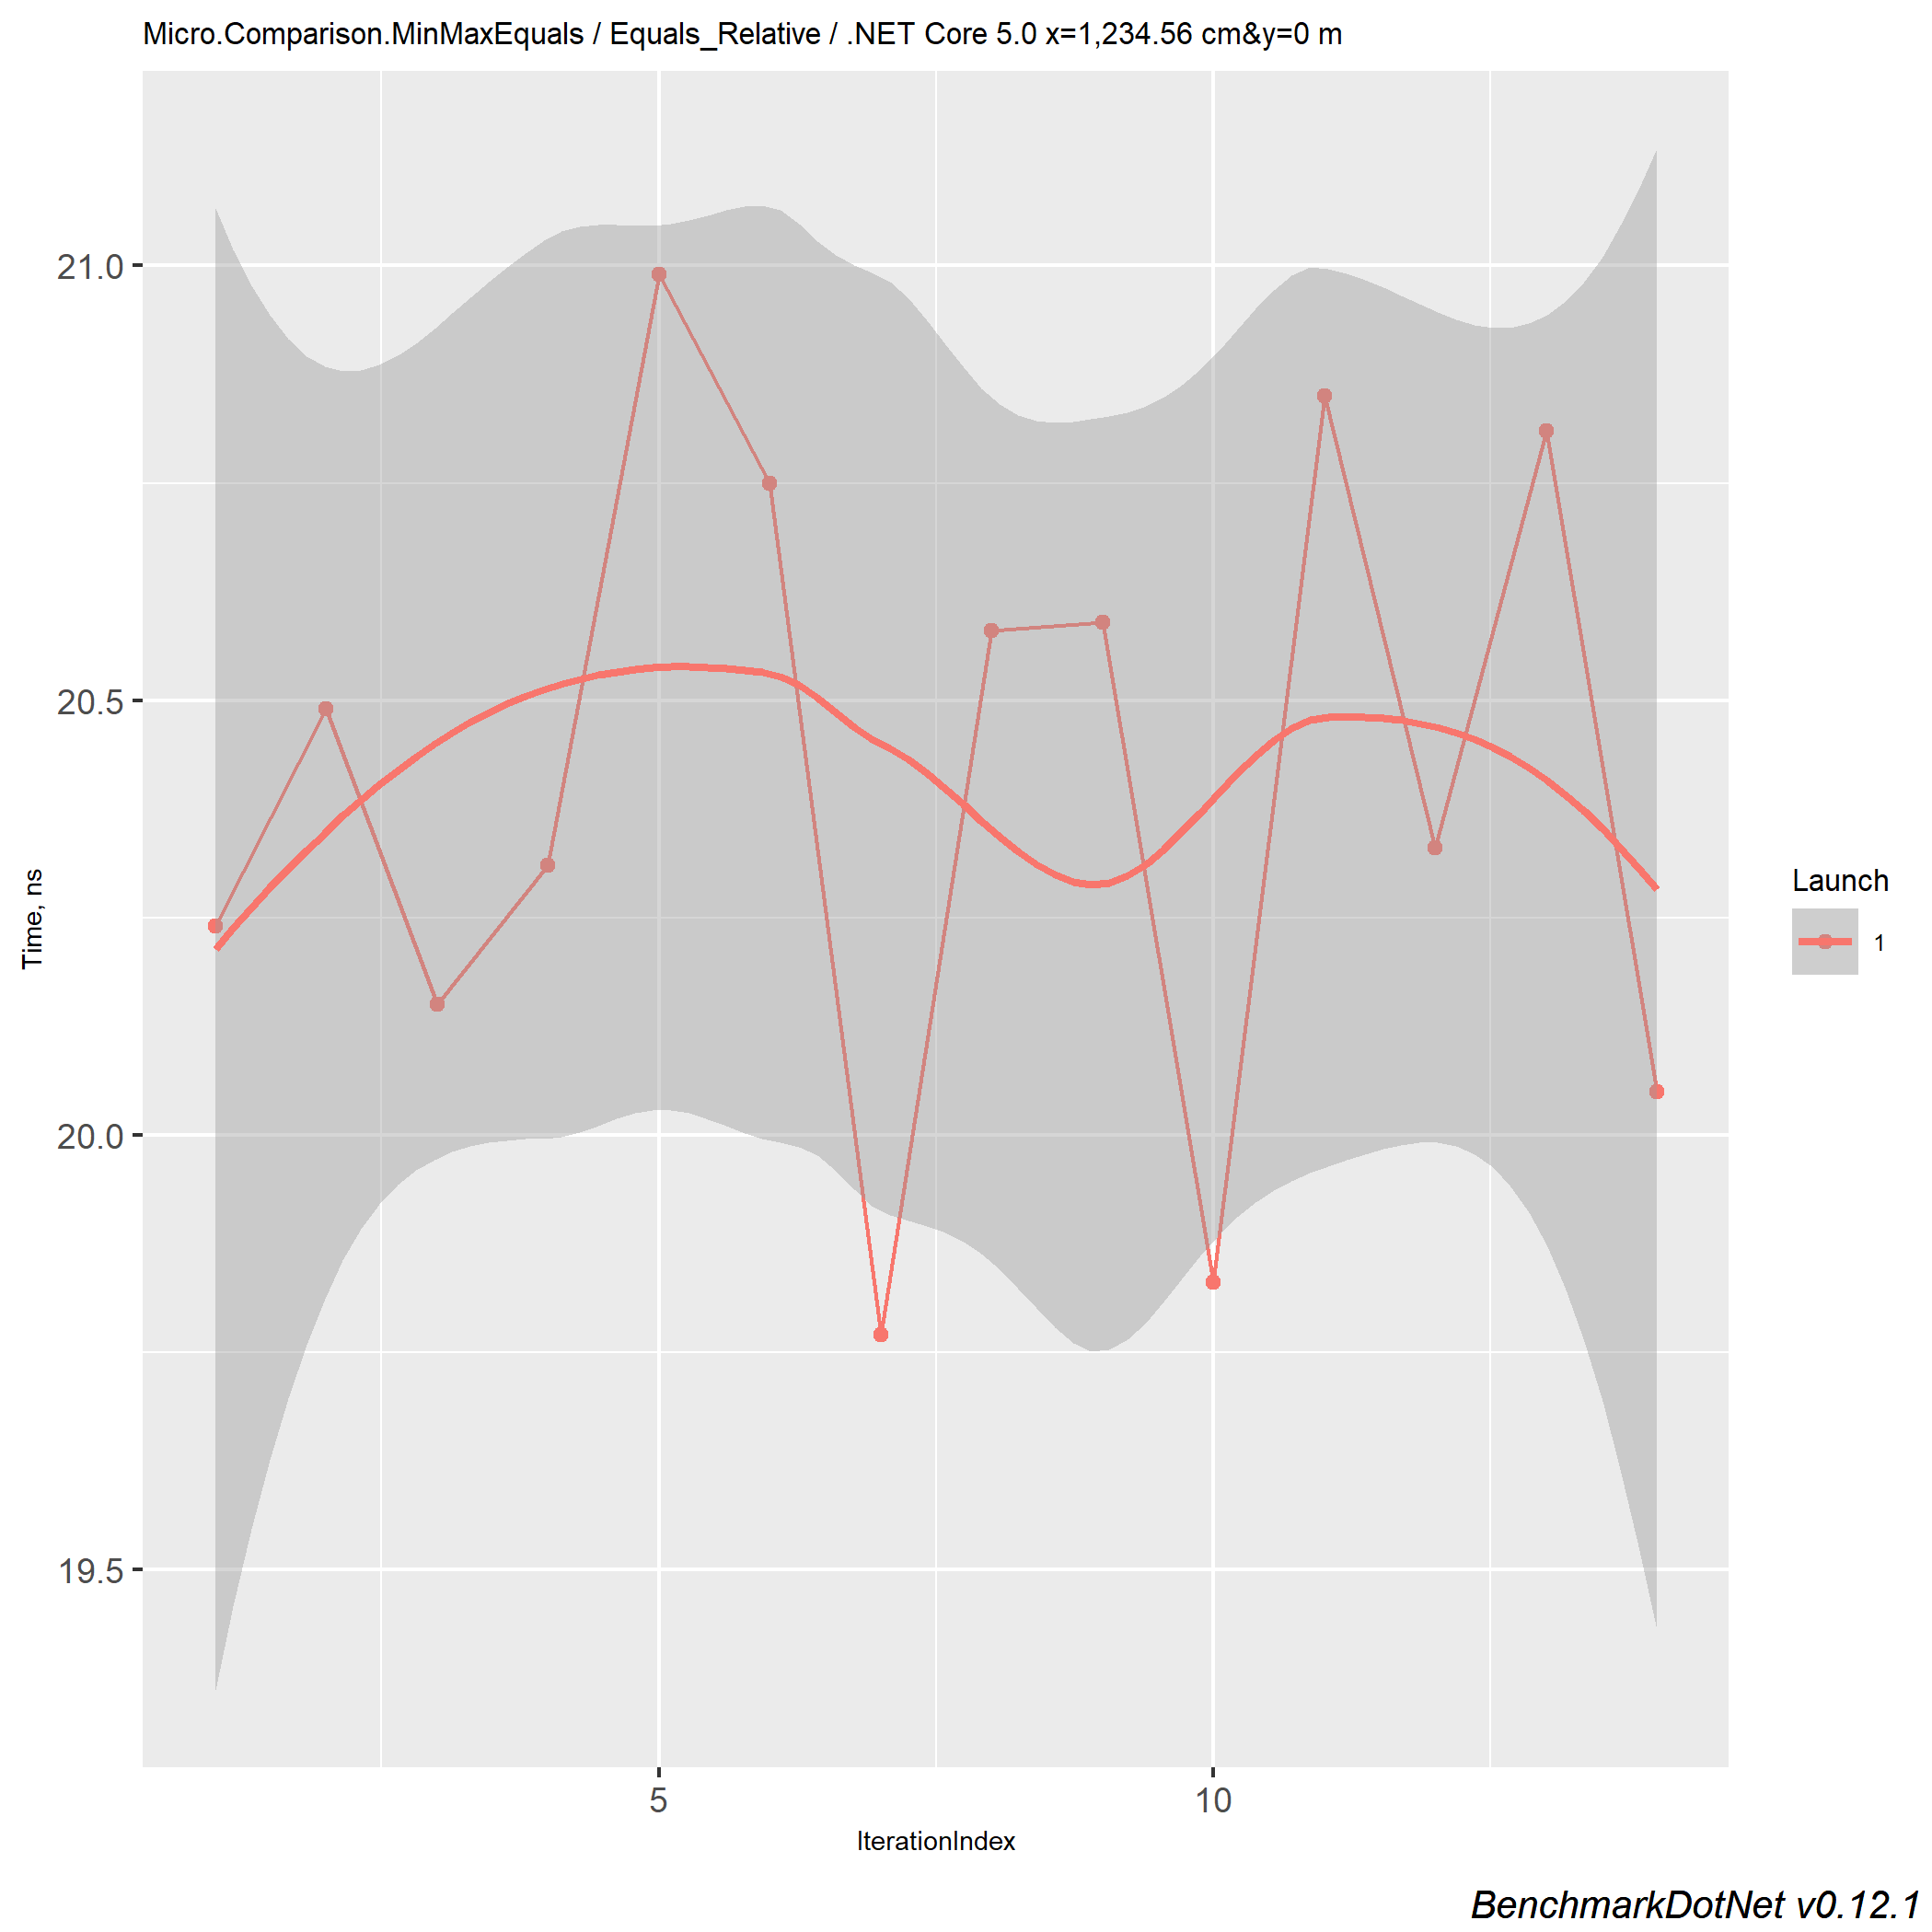 Micro.Comparison.MinMaxEquals / Equals_Relative / .NET Core 5.0 x=1,234.56 cm&y=0 m
21.0
20.5
20.0
19.5
Time, ns
5
10
IterationIndex
Launch
1
BenchmarkDotNet v0.12.1